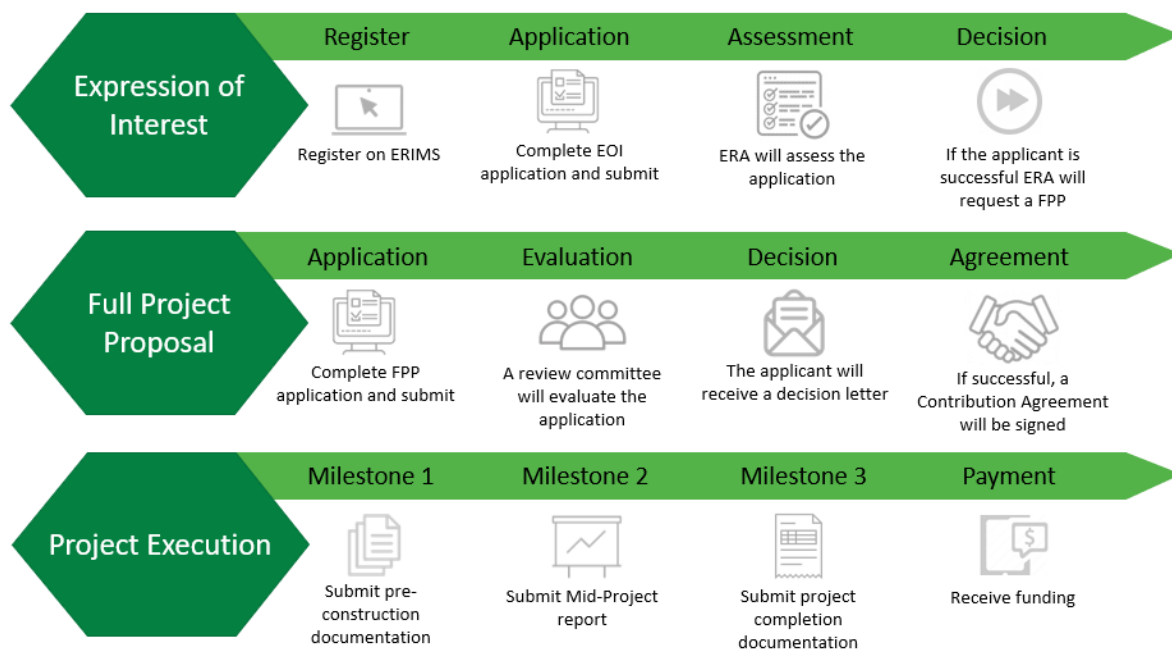 Expression of
Interest
Register
Application
Assessment
Decision
Register on ERIMS
Complete EOI
application and submit
ERA will assess the
application
If the applicant is
successful ERA will
request a FPP
Full Project
Proposal
Application
Evaluation
Decision
Agreement
Complete FPP
application and submit
A review committee
will evaluate the
application
The applicant will
receive a decision letter
If successful, a
Contribution Agreement
will be signed
Project Execution
Milestone 1
Milestone 2
Milestone 3
Payment
Submit pre-
construction
documentation
Submit Mid-Project
report
Submit project
completion
documentation
$
Receive funding